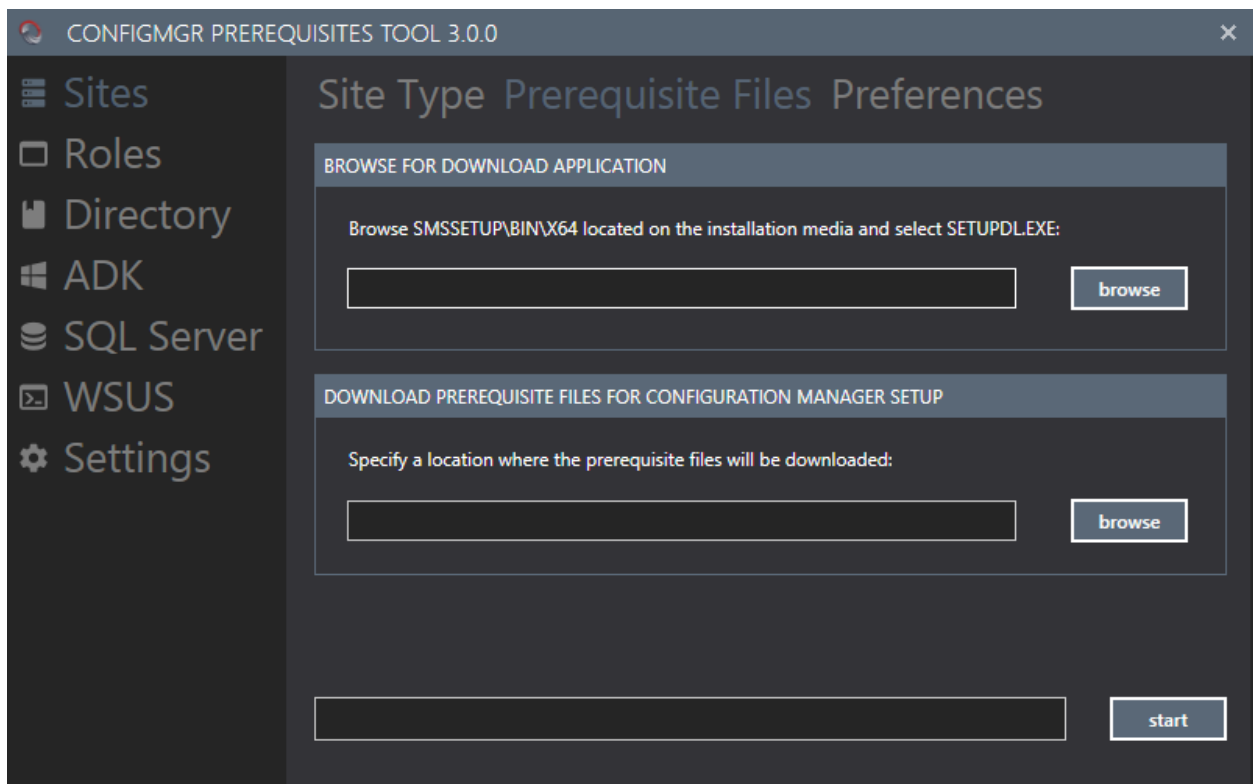 CONFIGMGR PREREQUISITES TOOL 3.0.0
Sites
Roles
Directory
ADK
SQL Server
WSUS
Settings
Site Type Prerequisite Files Preferences
BROWSE FOR DOWNLOAD APPLICATION
Browse SMSSETUP\BIN\X64 located on the installation media and select SETUPDL.EXE:
browse
DOWNLOAD PREREQUISITE FILES FOR CONFIGURATION MANAGER SETUP
Specify a location where the prerequisite files will be downloaded:
browse
start